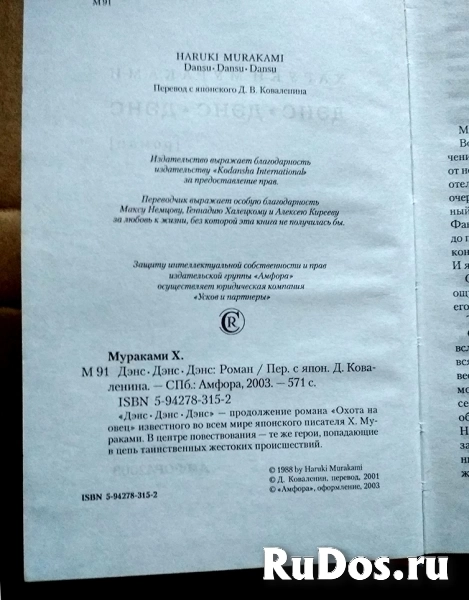 М 91
HARUKI MURAKAMI
Dansu • Dansu • Dansu
Перевод с японского Д. В. Коваленина
Издательство выражает благодарность
издательству «Kodansha International»
за предоставление прав.
Переводчик выражает особую благодарность
Максу Немцову, Геннадию Халецкому и Алексею Кирееву
за любовь к жизни, без которой эта книга не получилась бы.
Защиту интеллектуальной собственности и прав
издательской группы «Амфора»
осуществляет юридическая компания
«Усков и партнеры»
Мураками Х.
М 91 Дэнс • Дэнс • Дэнс: Роман / Пер. с япон. Д. Кова-
ленина. — СПб.: Амфора, 2003. — 571 с.
ISBN 5-94278-315-2
«Дэнс • Дэнс • Дэнс» — продолжение романа «Охота на
овец» известного во всем мире японского писателя Х. Му-
раками. В центре повествования — те же герои, попадающие
в цепь таинственных жестоких происшествий.
© 1988 by Haruki Murakami
© Д. Коваленин, перевод, 2001
ISBN 5-94278-315-2
© «Амфора», оформление, 2003
RuDos.ru